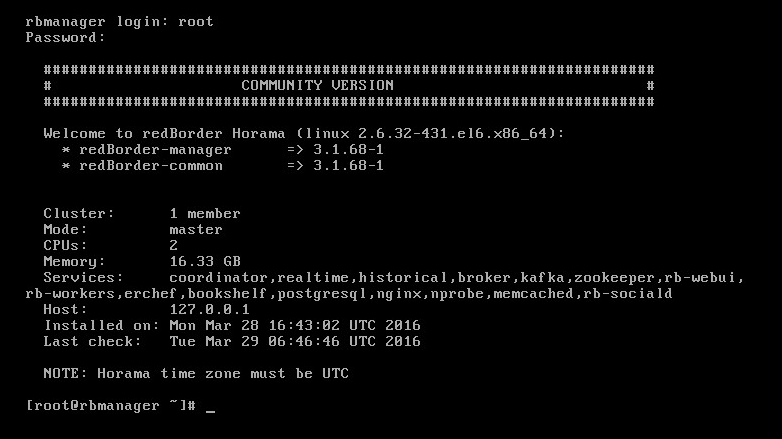 rbmanager login: root
Password:
####################################################################
# COMMUNITY VERSION #
####################################################################
Welcome to redBorder Horama (linux 2.6.32-431.el6.x86_64):
* redBorder-manager => 3.1.68-1
* redBorder-common => 3.1.68-1
Cluster: 1 member
Mode: master
CPUs: 2
Memory: 16.33 GB
Services: coordinator,realtime,historical,broker,kafka,zookeeper,rb-webui,
rb-workers,erchef,bookshelf,postgresql,nginx,nprobe,memcached,rb-sociald
Host: 127.0.0.1
Installed on: Mon Mar 28 16:43:02 UTC 2016
Last check: Tue Mar 29 06:46:46 UTC 2016
NOTE: Horama time zone must be UTC
[root@rbmanager ~]# _